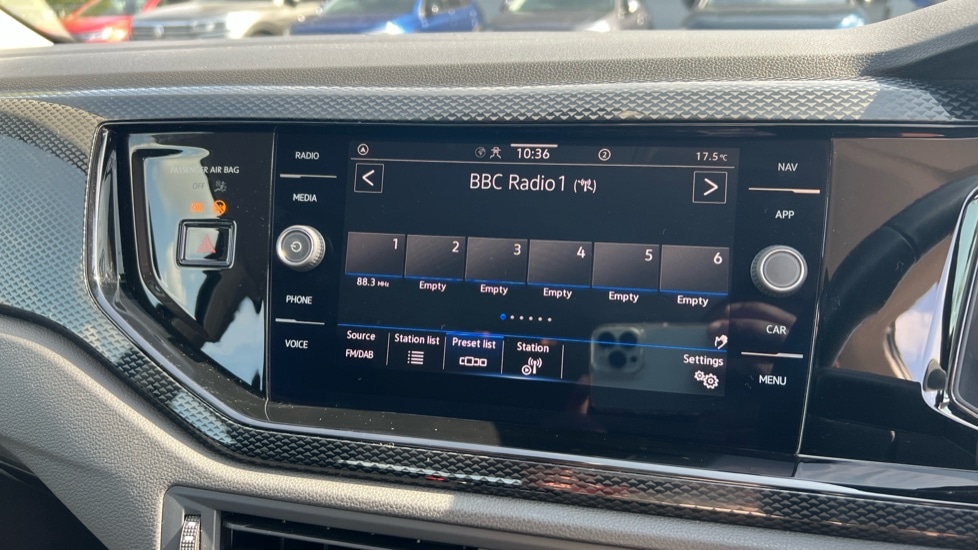 PASSENGER AIR BAG
OFF
RADIO
MEDIA
PHONE
VOICE
10:36
2
17.5°C
<
BBC Radio1
>
1
2
3
4
5
6
88.3 MHz
Empty
Empty
Empty
Empty
Empty
Source
FM/DAB
Station list
Preset list
Station
Settings
NAV
APP
CAR
MENU